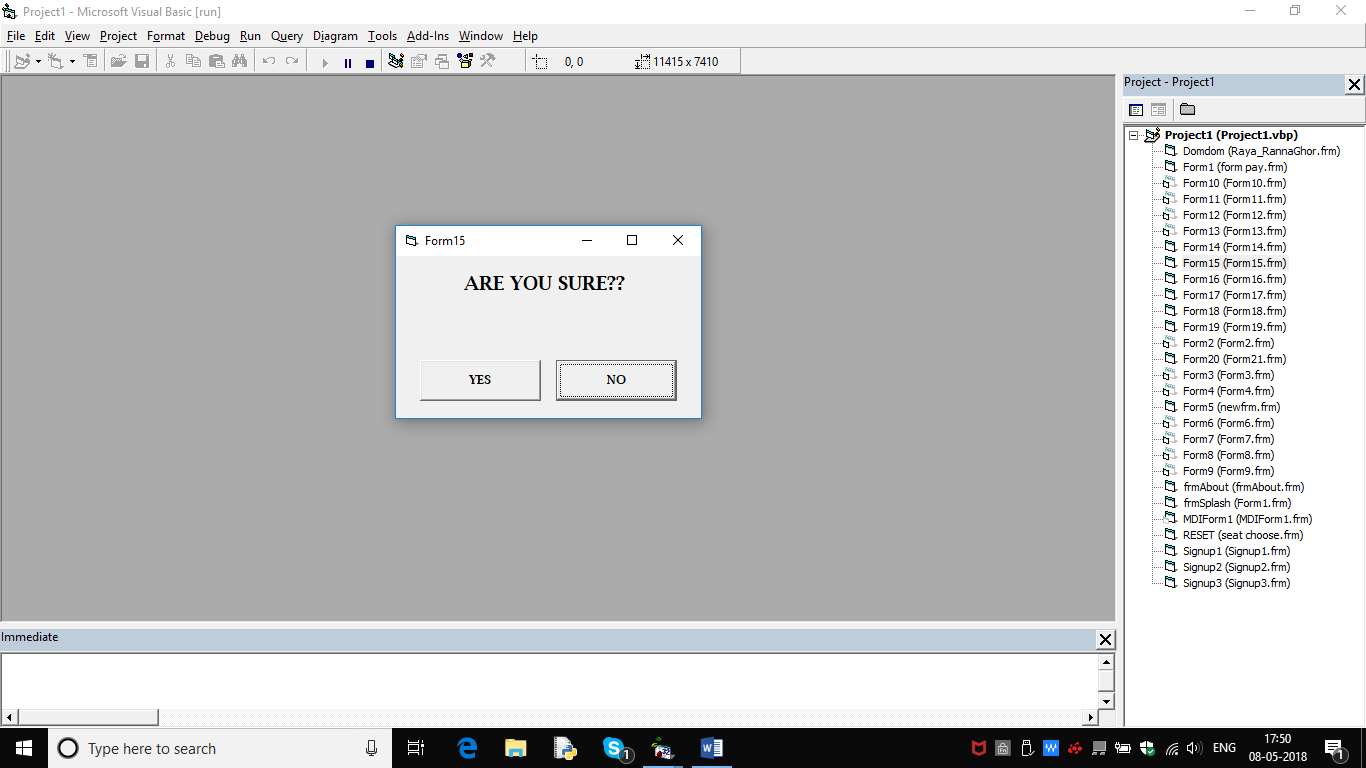 Project1 - Microsoft Visual Basic [run]
File Edit View Project Format Debug Run Query Diagram Tools Add-Ins Window Help
0, 0 11415 x 7410
Project - Project1
Project1 (Project1.vbp)
Domdom (Raya_RannaGhor.frm)
Form1 (form pay.frm)
Form10 (Form10.frm)
Form11 (Form11.frm)
Form12 (Form12.frm)
Form13 (Form13.frm)
Form14 (Form14.frm)
Form15 (Form15.frm)
Form16 (Form16.frm)
Form17 (Form17.frm)
Form18 (Form18.frm)
Form19 (Form19.frm)
Form2 (Form2.frm)
Form20 (Form21.frm)
Form3 (Form3.frm)
Form4 (Form4.frm)
Form5 (newfrm.frm)
Form6 (Form6.frm)
Form7 (Form7.frm)
Form8 (Form8.frm)
Form9 (Form9.frm)
frmAbout (frmAbout.frm)
frmSplash (Form1.frm)
MDIForm1 (MDIForm1.frm)
RESET (seat choose.frm)
Signup1 (Signup1.frm)
Signup2 (Signup2.frm)
Signup3 (Signup3.frm)
Form15
ARE YOU SURE??
YES NO
Immediate
Type here to search
1
ENG
17:50
08-05-2018
1